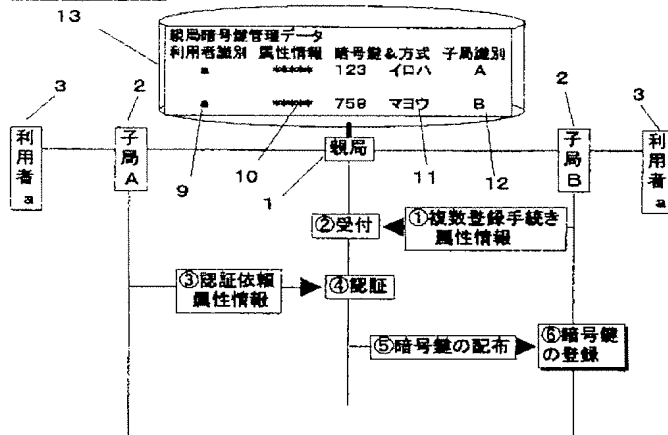 13
親局暗号鍵管理データ
利用者識別 属性情報 暗号鍵&方式 子局識別
a ***** 123 イロハ A
a ***** 758 マヨウ B
3
2
2
3
利用者a
子局A
9
10
1
親局
11
12
子局B
利用者a
②受付
①複数登録手続き
属性情報
③認証依頼
属性情報
④認証
⑤暗号鍵の配布
⑥暗号鍵
の登録